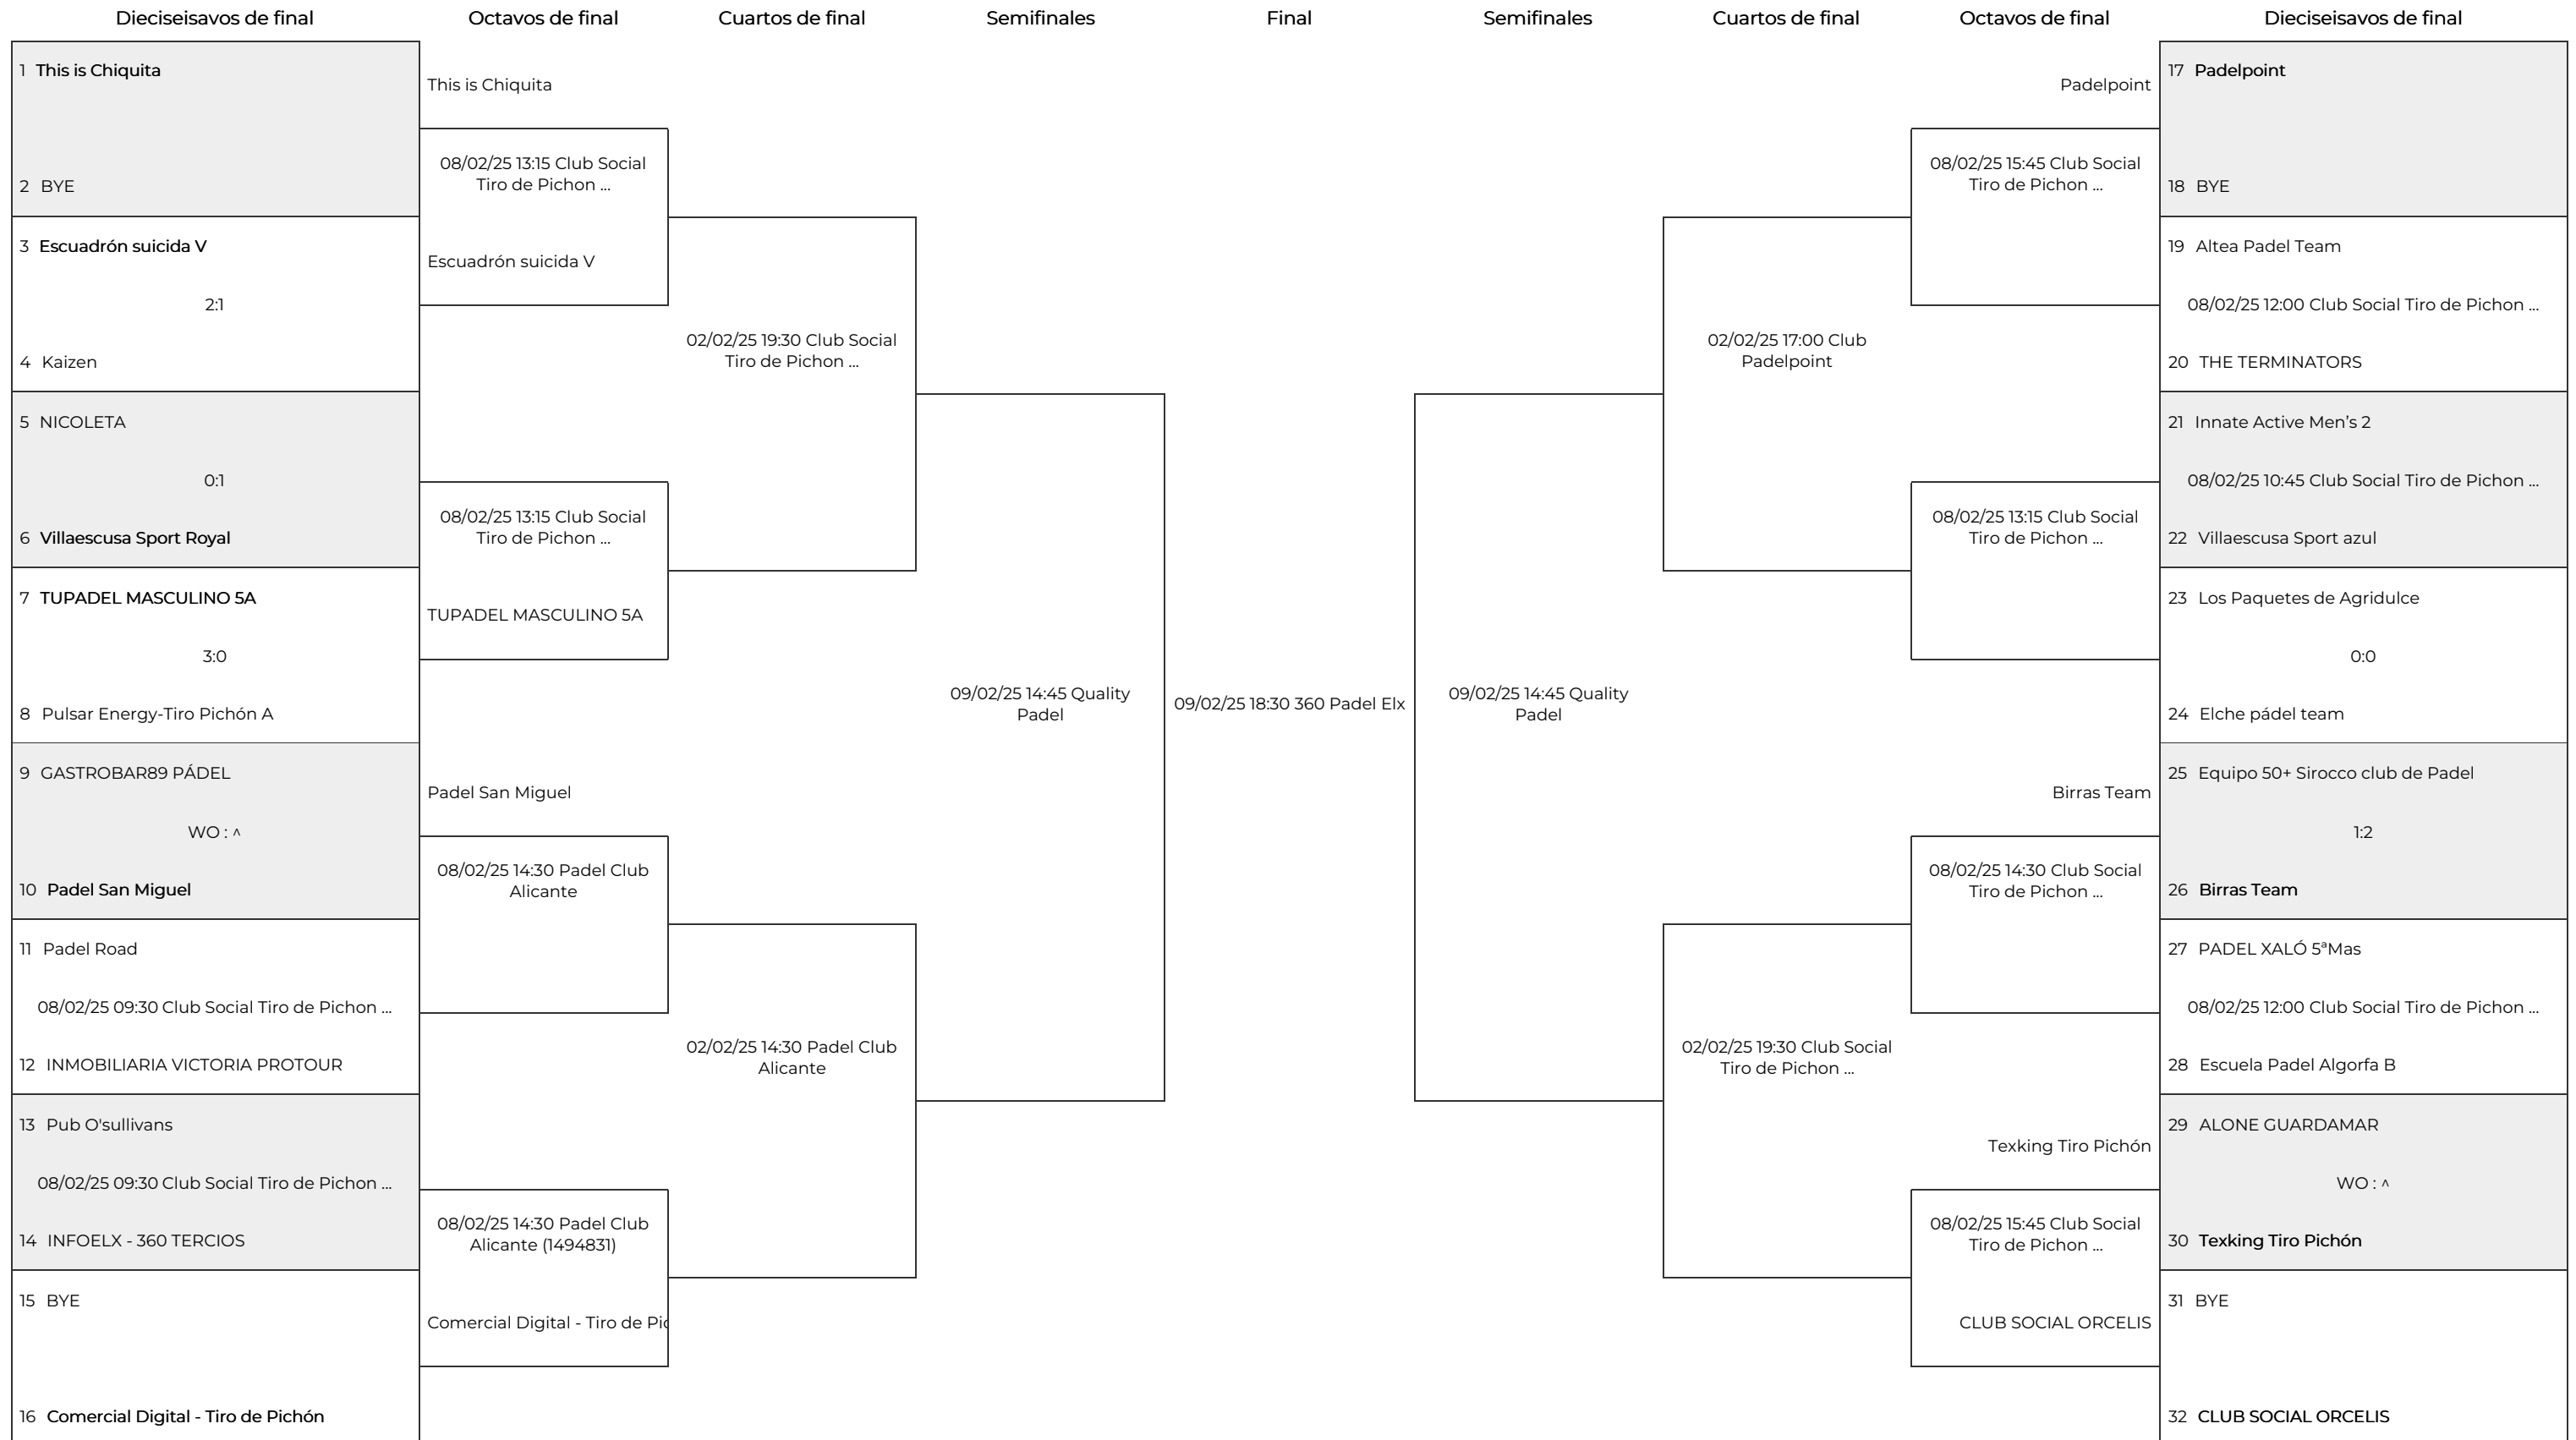 Dieciseisavos de final
Octavos de final
Cuartos de final
Semifinales
Final
Semifinales
Cuartos de final
Octavos de final
Dieciseisavos de final
1 This is Chiquita
2 BYE
3 Escuadrón suicida V
2:1
4 Kaizen
5 NICOLETA
0:1
6 Villaescusa Sport Royal
7 TUPADEL MASCULINO 5A
3:0
8 Pulsar Energy-Tiro Pichón A
9 GASTROBAR89 PÁDEL
WO : ^
10 Padel San Miguel
11 Padel Road
08/02/25 09:30 Club Social Tiro de Pichon ...
12 INMOBILIARIA VICTORIA PROTOUR
13 Pub O'sullivans
08/02/25 09:30 Club Social Tiro de Pichon ...
14 INFOELX - 360 TERCIOS
15 BYE
16 Comercial Digital - Tiro de Pichón
This is Chiquita
08/02/25 13:15 Club Social
Tiro de Pichon ...
Escuadrón suicida V
08/02/25 13:15 Club Social
Tiro de Pichon ...
TUPADEL MASCULINO 5A
Padel San Miguel
08/02/25 14:30 Padel Club
Alicante
08/02/25 14:30 Padel Club
Alicante (1494831)
Comercial Digital - Tiro de Pic
02/02/25 19:30 Club Social
Tiro de Pichon ...
02/02/25 14:30 Padel Club
Alicante
09/02/25 14:45 Quality
Padel
09/02/25 18:30 360 Padel Elx
09/02/25 14:45 Quality
Padel
02/02/25 17:00 Club
Padelpoint
02/02/25 19:30 Club Social
Tiro de Pichon ...
Padelpoint
08/02/25 15:45 Club Social
Tiro de Pichon ...
08/02/25 13:15 Club Social
Tiro de Pichon ...
Birras Team
08/02/25 14:30 Club Social
Tiro de Pichon ...
Texking Tiro Pichón
08/02/25 15:45 Club Social
Tiro de Pichon ...
CLUB SOCIAL ORCELIS
17 Padelpoint
18 BYE
19 Altea Padel Team
08/02/25 12:00 Club Social Tiro de Pichon ...
20 THE TERMINATORS
21 Innate Active Men's 2
08/02/25 10:45 Club Social Tiro de Pichon ...
22 Villaescusa Sport azul
23 Los Paquetes de Agridulce
0:0
24 Elche pádel team
25 Equipo 50+ Sirocco club de Padel
1:2
26 Birras Team
27 PADEL XALÓ 5ªMas
08/02/25 12:00 Club Social Tiro de Pichon ...
28 Escuela Padel Algorfa B
29 ALONE GUARDAMAR
WO : ^
30 Texking Tiro Pichón
31 BYE
32 CLUB SOCIAL ORCELIS